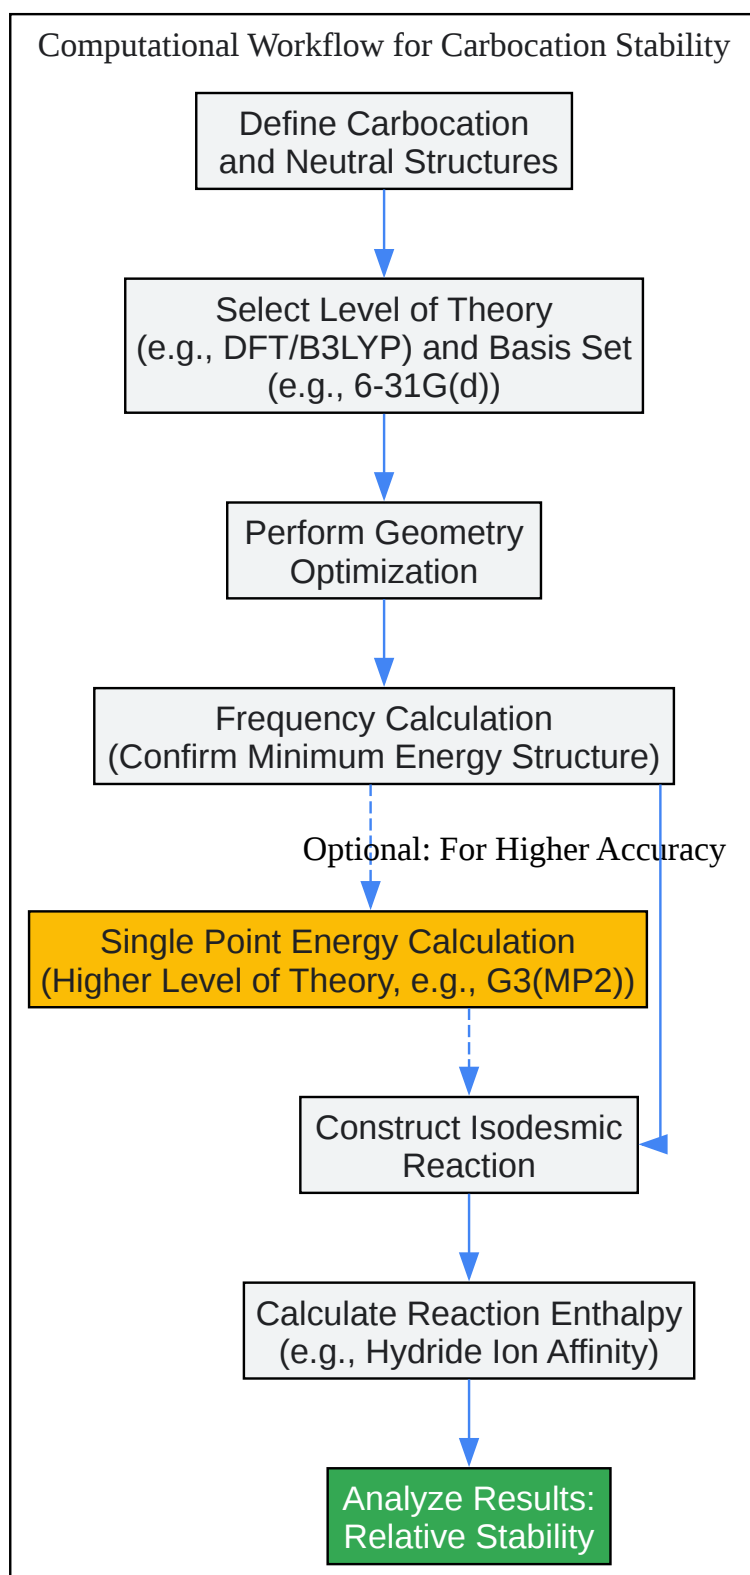 Computational Workflow for Carbocation Stability
Define Carbocation
and Neutral Structures
Select Level of Theory
(e.g., DFT/B3LYP) and Basis Set
(e.g., 6-31G(d))
Perform Geometry
Optimization
Frequency Calculation
(Confirm Minimum Energy Structure)
Optional: For Higher Accuracy
Single Point Energy Calculation
(Higher Level of Theory, e.g., G3(MP2))
Construct Isodesmic
Reaction
Calculate Reaction Enthalpy
(e.g., Hydride Ion Affinity)
Analyze Results:
Relative Stability